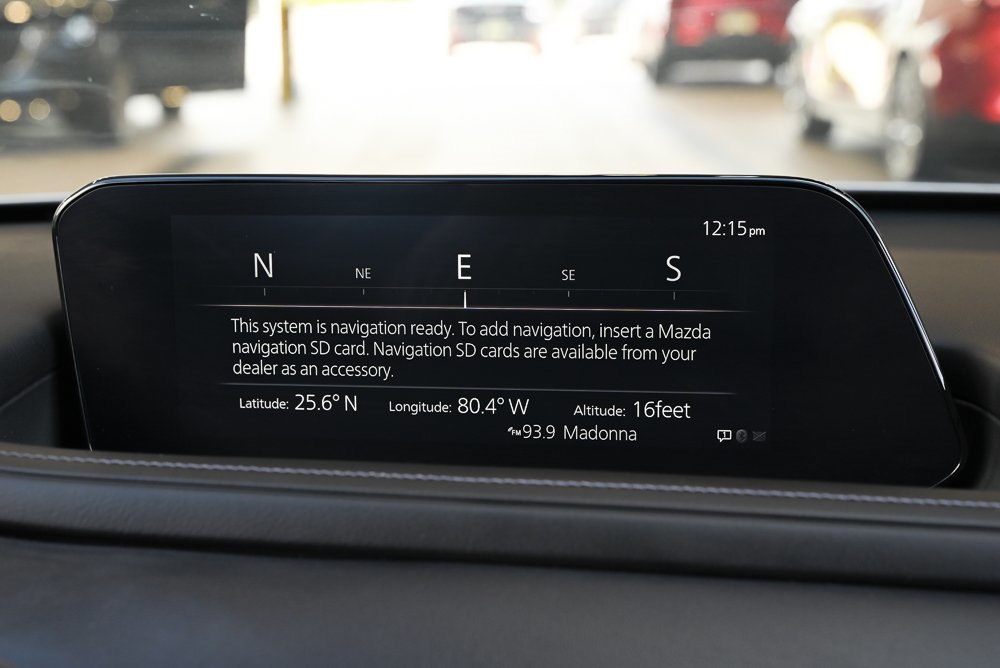 12:15pm
N NE E SE S
This system is navigation ready. To add navigation, insert a Mazda
navigation SD card. Navigation SD cards are available from your
dealer as an accessory.
Latitude: 25.6° N Longitude: 80.4° W Altitude: 16feet
FM 93.9 Madonna